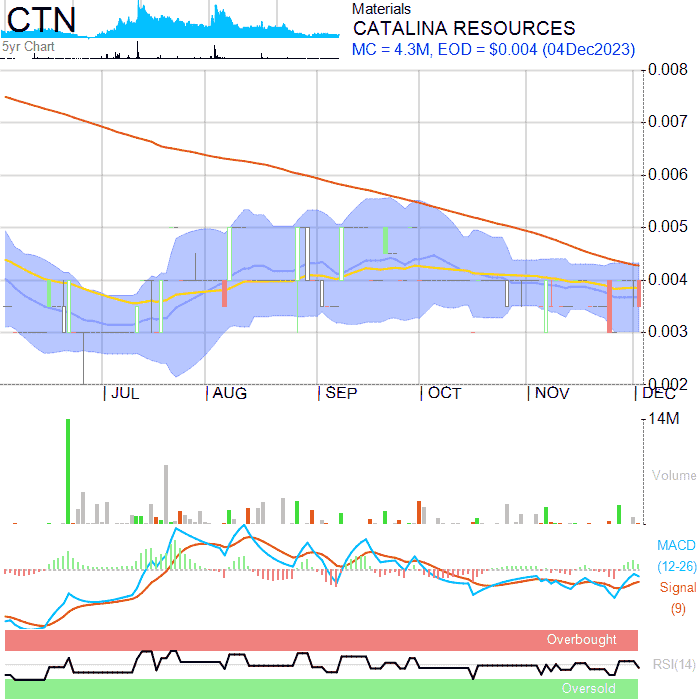 CTN
5yr Chart
Materials
CATALINA RESOURCES
MC = 4.3M, EOD = $0.004 (04Dec2023)
0.008
0.007
0.006
0.005
0.004
0.003
0.002
JUL
AUG
SEP
OCT
NOV
DEC
14M
Volume
MACD
(12-26)
Signal
(9)
Overbought
RSI(14)
Oversold